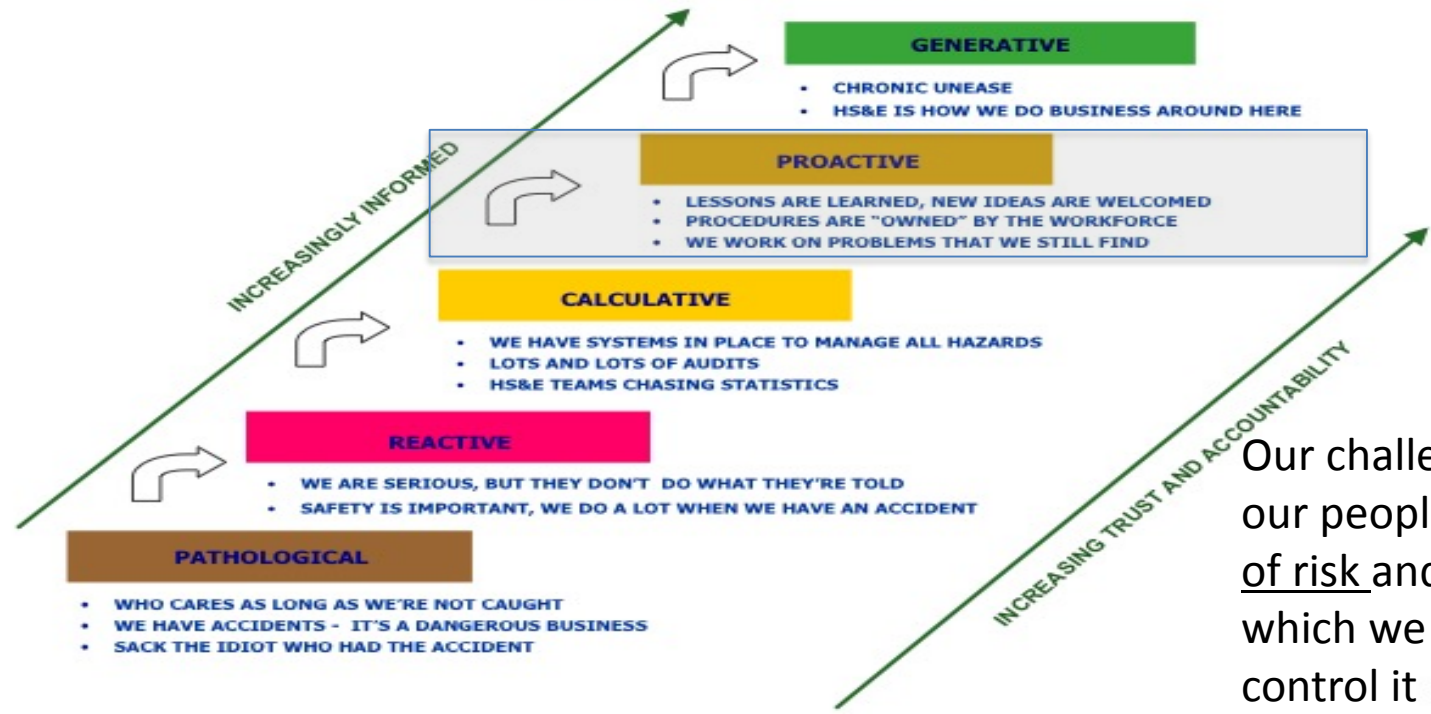 GENERATIVE
• CHRONIC UNEASE
• HS&E IS HOW WE DO BUSINESS AROUND HERE
INCREASINGLY INFORMED
PROACTIVE
• LESSONS ARE LEARNED, NEW IDEAS ARE WELCOMED
• PROCEDURES ARE "OWNED" BY THE WORKFORCE
• WE WORK ON PROBLEMS THAT WE STILL FIND
CALCULATIVE
• WE HAVE SYSTEMS IN PLACE TO MANAGE ALL HAZARDS
• LOTS AND LOTS OF AUDITS
• HS&E TEAMS CHASING STATISTICS
REACTIVE
• WE ARE SERIOUS, BUT THEY DON'T DO WHAT THEY'RE TOLD
• SAFETY IS IMPORTANT, WE DO A LOT WHEN WE HAVE AN ACCIDENT
PATHOLOGICAL
• WHO CARES AS LONG AS WE'RE NOT CAUGHT
• WE HAVE ACCIDENTS - IT'S A DANGEROUS BUSINESS
• SACK THE IDIOT WHO HAD THE ACCIDENT
INCREASING TRUST AND ACCOUNTABILITY
Our
our
of risk
which we
control it